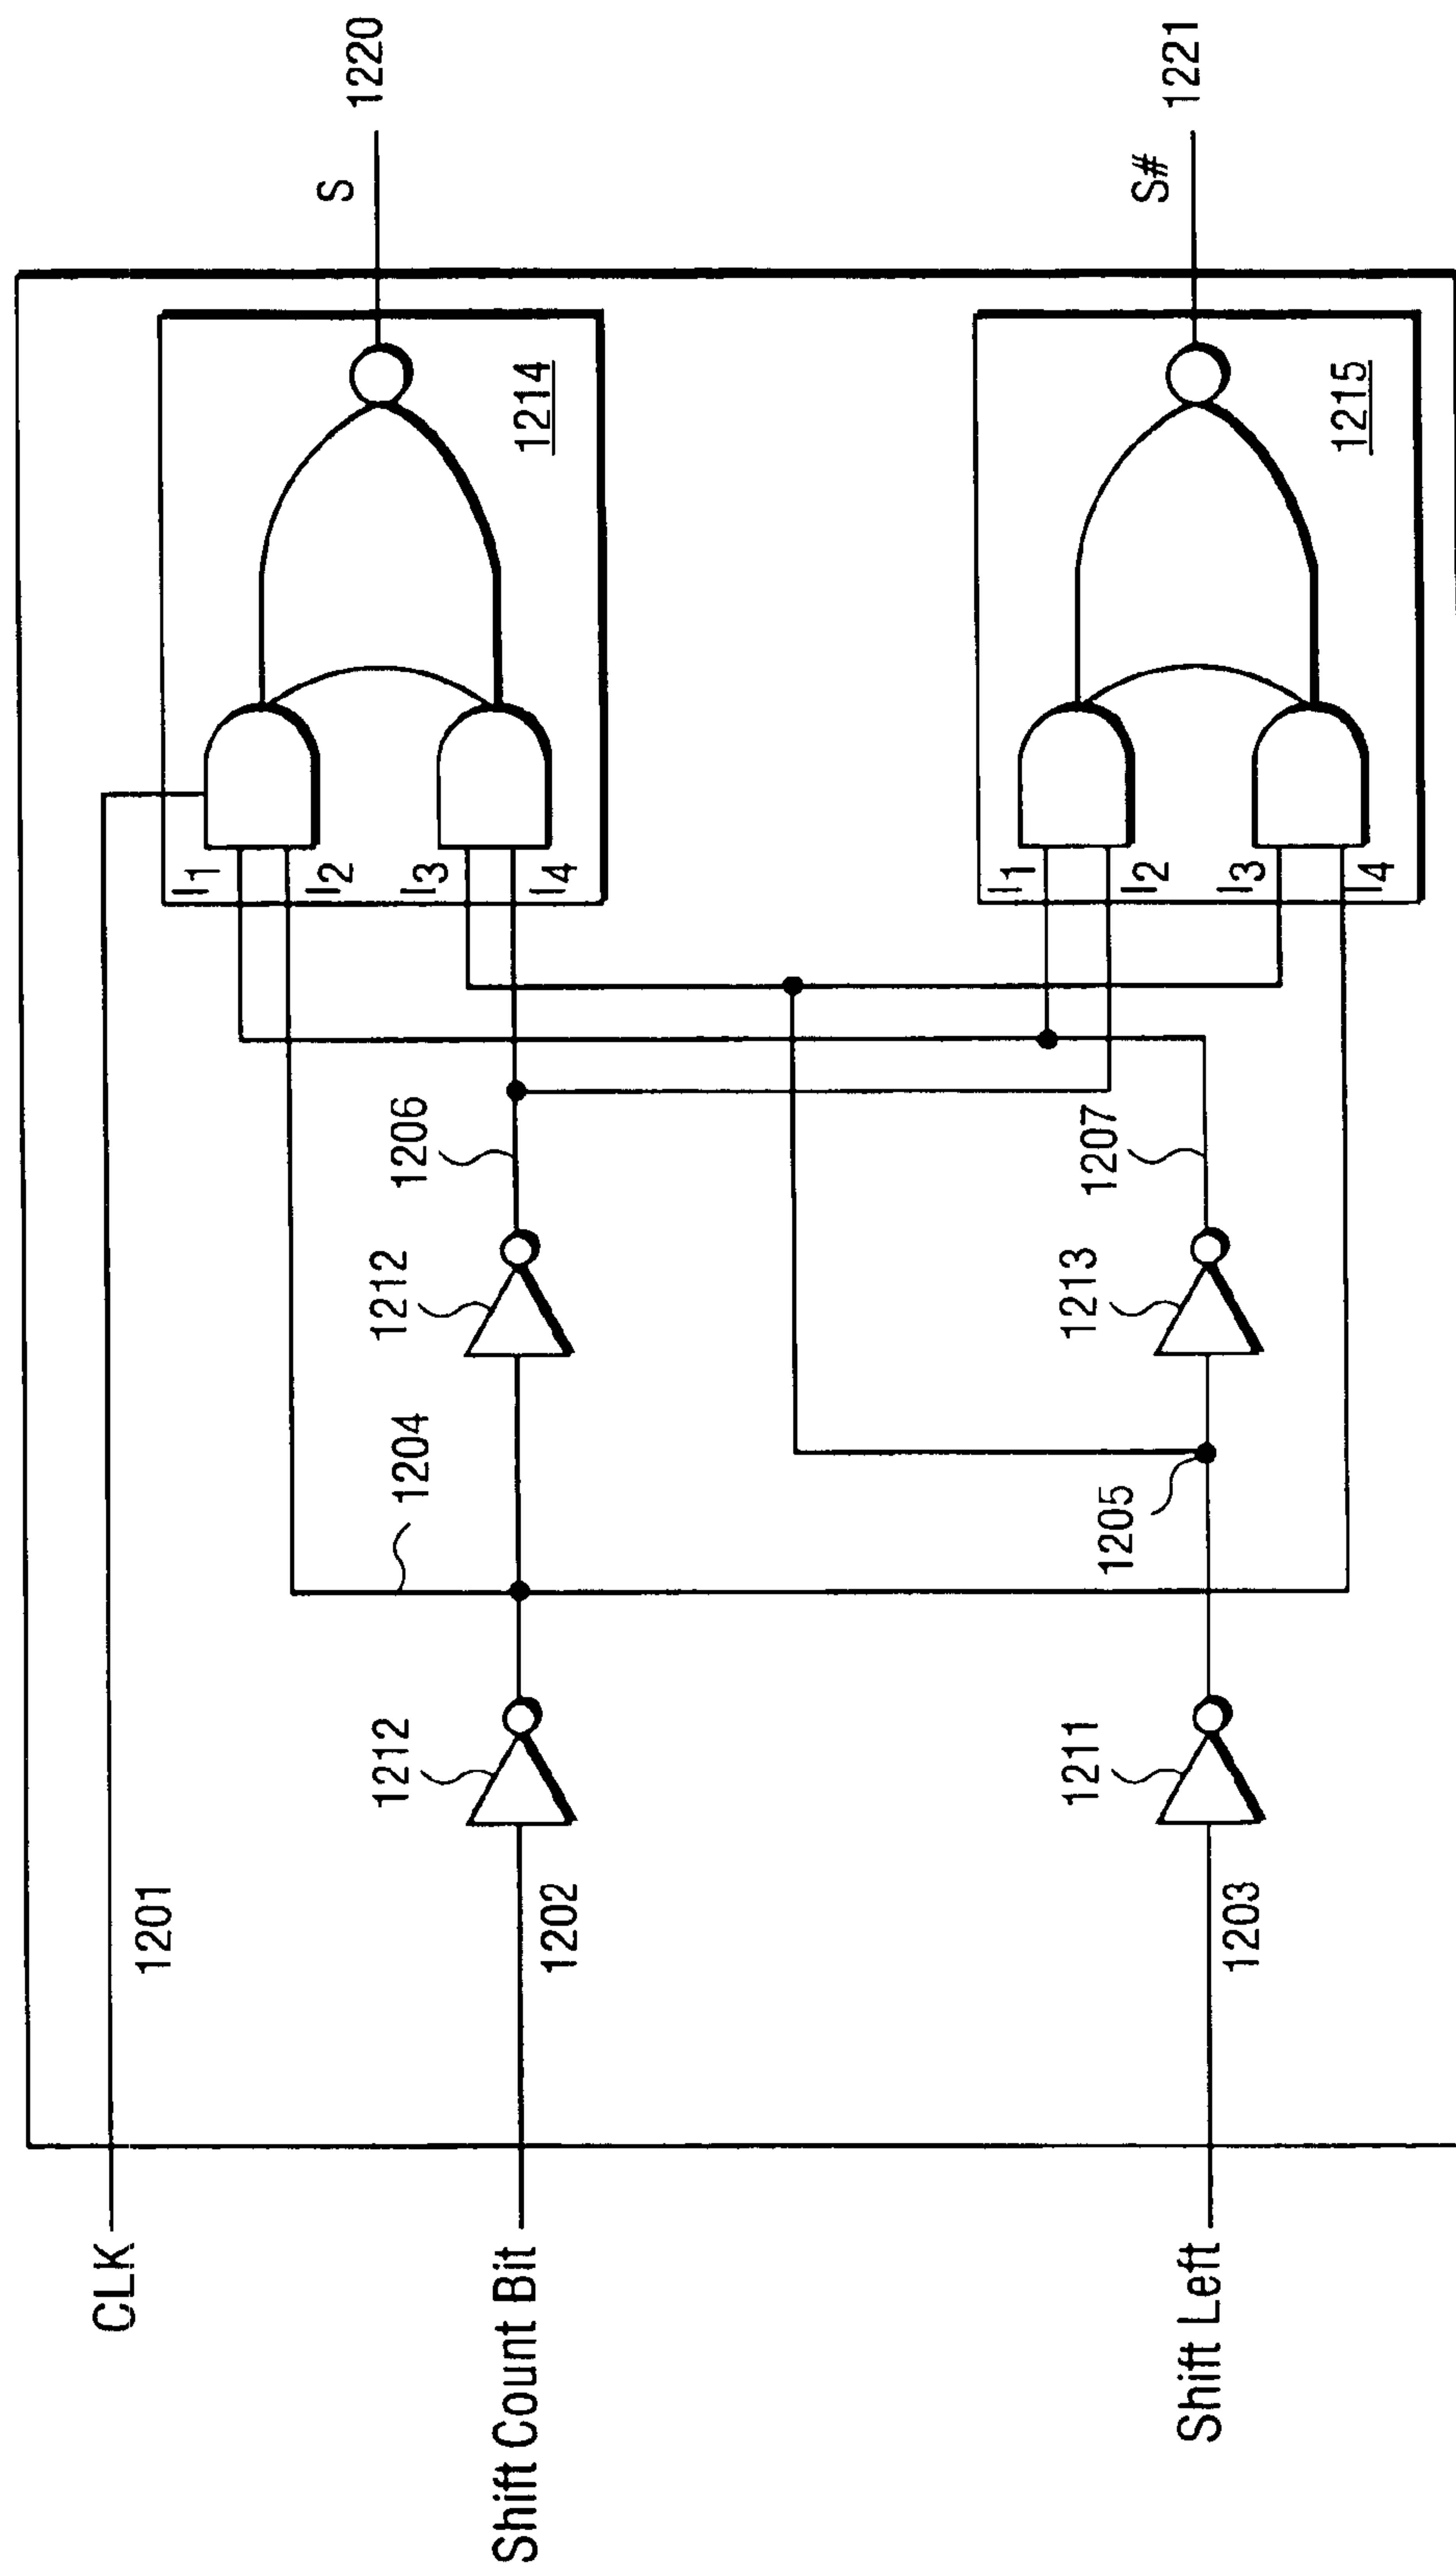 CLK
1201
Shift Count Bit
1202
1212
1204
1212
1206
I1
I2
I3
I4
1214
S
1220
Shift Left
1203
1211
1205
1213
1207
I1
I2
I3
I4
1215
S#
1221